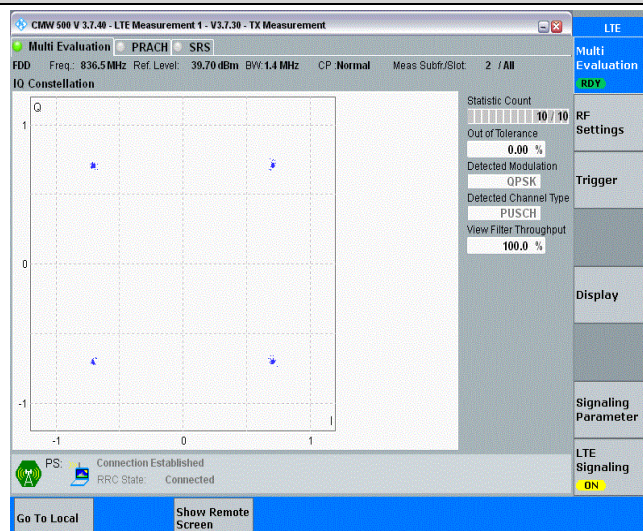 CMW 500 V 3.7.40 - LTE Measurement 1 - V3.7.30 - TX Measurement
LTE
Multi Evaluation PRACH SRS
Multi
Evaluation
RDY
FDD Freq.: 836.5 MHz Ref. Level: 39.70 dBm BW: 1.4 MHz CP : Normal Meas Subfr./Slot: 2 / All
IQ Constellation
Q
1
0
-1
-1 0 1
I
Statistic Count
10 / 10
Out of Tolerance
0.00 %
Detected Modulation
QPSK
Detected Channel Type
PUSCH
View Filter Throughput
100.0 %
RF
Settings
Trigger
Display
Signaling
Parameter
LTE
Signaling
ON
PS: Connection Established
RRC State: Connected
Go To Local
Show Remote
Screen